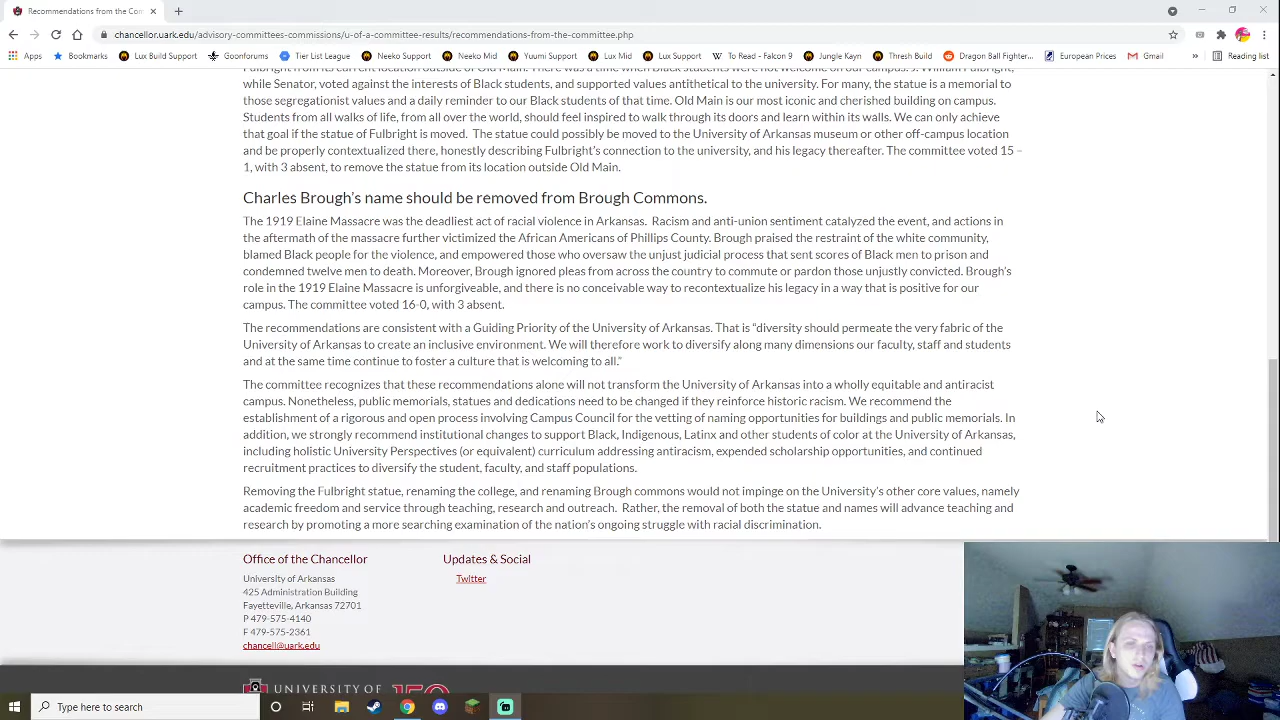 Recommendations from the Com
chancellor.uark.edu/advisory-committees-commissions/u-of-a-committee-results/recommendations-from-the-committee.php
Apps Bookmarks Lux Build Support Goonforums Tier List League Neeko Support Neeko Mid Yuumi Support Lux Mid Lux Support To Read - Falcon 9 Jungle Kayn Thresh Build Dragon Ball Fighter... European Prices Gmail » Reading list
Fulbright from its current location outside of Old Main. There was a time when Black students were not welcome on our campus. J. William Fulbright,
while Senator, voted against the interests of Black students, and supported values antithetical to the university. For many, the statue is a memorial to
those segregationist values and a daily reminder to our Black students of that time. Old Main is our most iconic and cherished building on campus.
Students from all walks of life, from all over the world, should feel inspired to walk through its doors and learn within its walls. We can only achieve
that goal if the statue of Fulbright is moved. The statue could possibly be moved to the University of Arkansas museum or other off-campus location
and be properly contextualized there, honestly describing Fulbright's connection to the university, and his legacy thereafter. The committee voted 15 –
1, with 3 absent, to remove the statue from its location outside Old Main.
Charles Brough's name should be removed from Brough Commons.
The 1919 Elaine Massacre was the deadliest act of racial violence in Arkansas. Racism and anti-union sentiment catalyzed the event, and actions in
the aftermath of the massacre further victimized the African Americans of Phillips County. Brough praised the restraint of the white community,
blamed Black people for the violence, and empowered those who oversaw the unjust judicial process that sent scores of Black men to prison and
condemned twelve men to death. Moreover, Brough ignored pleas from across the country to commute or pardon those unjustly convicted. Brough's
role in the 1919 Elaine Massacre is unforgiveable, and there is no conceivable way to recontextualize his legacy in a way that is positive for our
campus. The committee voted 16-0, with 3 absent.
The recommendations are consistent with a Guiding Priority of the University of Arkansas. That is "diversity should permeate the very fabric of the
University of Arkansas to create an inclusive environment. We will therefore work to diversify along many dimensions our faculty, staff and students
and at the same time continue to foster a culture that is welcoming to all."
The committee recognizes that these recommendations alone will not transform the University of Arkansas into a wholly equitable and antiracist
campus. Nonetheless, public memorials, statues and dedications need to be changed if they reinforce historic racism. We recommend the
establishment of a rigorous and open process involving Campus Council for the vetting of naming opportunities for buildings and public memorials. In
addition, we strongly recommend institutional changes to support Black, Indigenous, Latinx and other students of color at the University of Arkansas,
including holistic University Perspectives (or equivalent) curriculum addressing antiracism, expended scholarship opportunities, and continued
recruitment practices to diversify the student, faculty, and staff populations.
Removing the Fulbright statue, renaming the college, and renaming Brough commons would not impinge on the University's other core values, namely
academic freedom and service through teaching, research and outreach. Rather, the removal of both the statue and names will advance teaching and
research by promoting a more searching examination of the nation's ongoing struggle with racial discrimination.
Office of the Chancellor
University of Arkansas
425 Administration Building
Fayetteville, Arkansas 72701
P 479-575-4140
F 479-575-2361
chancell@uark.edu
Updates & Social
Twitter
UNIVERSITY OF 150
Type here to search